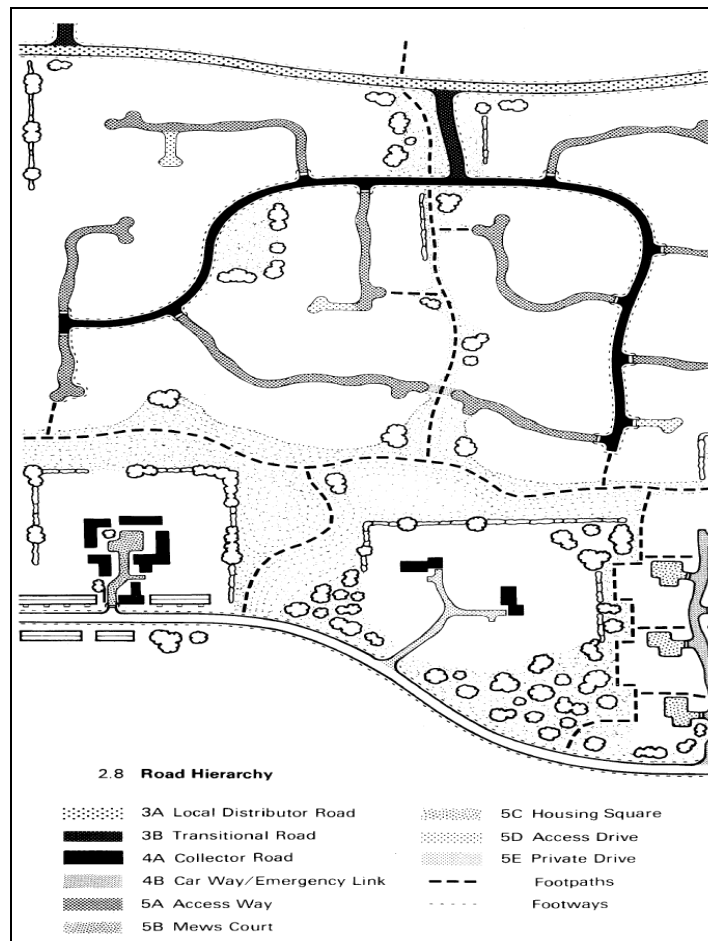 2.8 Road Hierarchy
3A Local Distributor Road
3B Transitional Road
4A Collector Road
4B Car Way/Emergency Link
5A Access Way
5B Mews Court
5C Housing Square
5D Access Drive
5E Private Drive
Footpaths
Footways